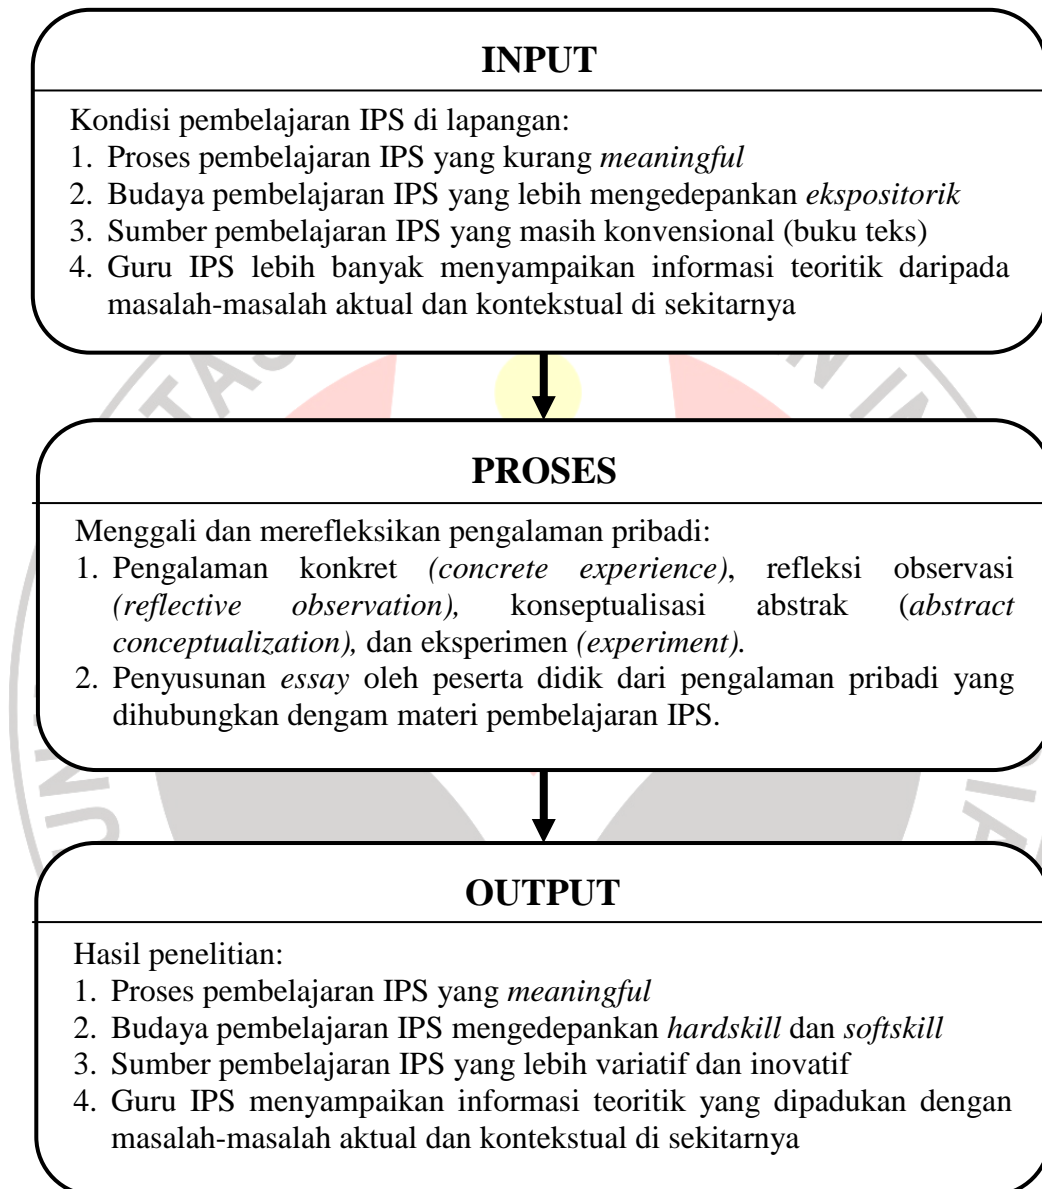 INPUT
Kondisi pembelajaran IPS di lapangan:
1. Proses pembelajaran IPS yang kurang meaningful
2. Budaya pembelajaran IPS yang lebih mengedepankan ekspositorik
3. Sumber pembelajaran IPS yang masih konvensional (buku teks)
4. Guru IPS lebih banyak menyampaikan informasi teoritik daripada
masalah-masalah aktual dan kontekstual di sekitarnya
PROSES
Menggali dan merefleksikan pengalaman pribadi:
1. Pengalaman konkret (concrete experience), refleksi observasi
(reflective observation), konseptualisasi abstrak (abstract
conceptualization), dan eksperimen (experiment).
2. Penyusunan essay oleh peserta didik dari pengalaman pribadi yang
dihubungkan dengam materi pembelajaran IPS.
OUTPUT
Hasil penelitian:
1. Proses pembelajaran IPS yang meaningful
2. Budaya pembelajaran IPS mengedepankan hardskill dan softskill
3. Sumber pembelajaran IPS yang lebih variatif dan inovatif
4. Guru IPS menyampaikan informasi teoritik yang dipadukan dengan
masalah-masalah aktual dan kontekstual di sekitarnya